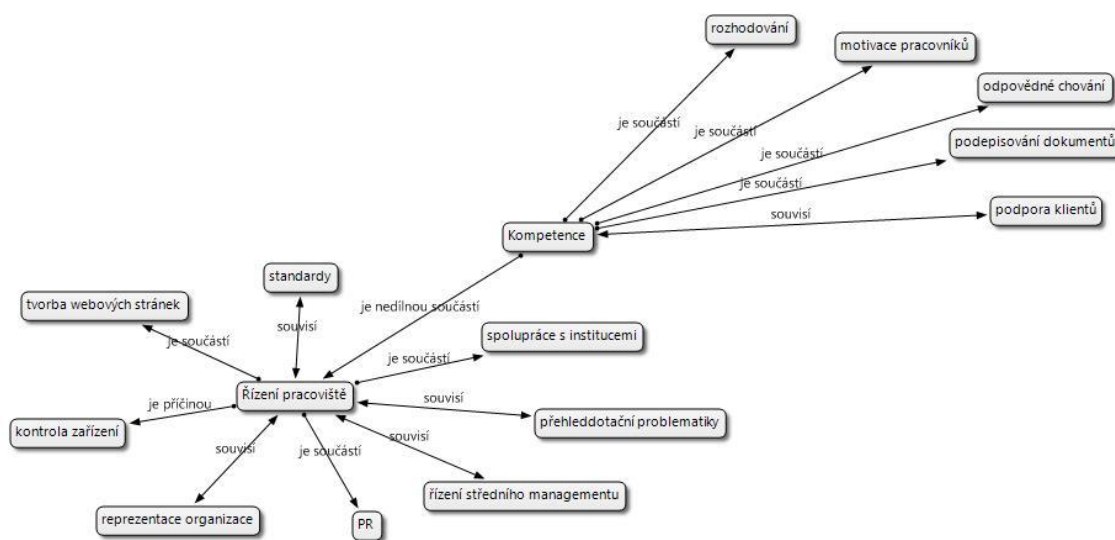 rozhodování
motivace pracovníků
odpovědné chování
je součástí
je součástí
podepisování dokumentů
je součástí
je součástí
podpora klientů
souvisí
Kompetence
standardy
tvorba webových stránek
je nedílnou součástí
souvisí
spolupráce s institucemi
je součástí
je součástí
Řízení pracoviště
souvisí
je příčinou
přehleddotační problematiky
kontrola zařízení
souvisí
souvisí
je součástí
řízení středního managementu
reprezentace organizace
PR